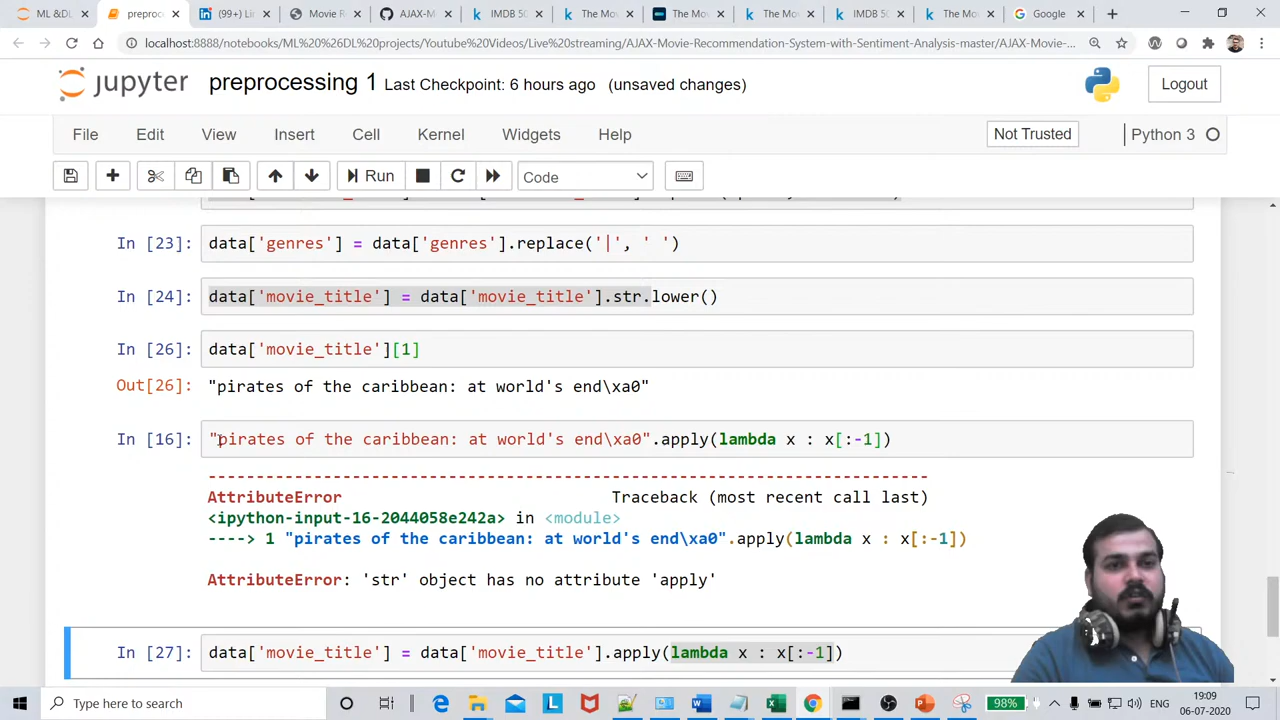 ML &DL
preproc
(99+) Lin
Movie R
AJAX-M
IMDB 50
The Mo
The Mo
The Mo
IMDB 50
The Mo
Google
localhost:8888/notebooks/ML%20%26DL%20projects/Youtube%20Videos/Live%20streaming/AJAX-Movie-Recommendation-System-with-Sentiment-Analysis-master/AJAX-Movie-...
jupyter preprocessing 1 Last Checkpoint: 6 hours ago (unsaved changes) Logout
File Edit View Insert Cell Kernel Widgets Help Not Trusted Python 3
Run Code
In [23]: data['genres'] = data['genres'].replace('|', ' ')
In [24]: data['movie_title'] = data['movie_title'].str.lower()
In [26]: data['movie_title'][1]
Out[26]: "pirates of the caribbean: at world's end\xa0"
In [16]: "pirates of the caribbean: at world's end\xa0".apply(lambda x : x[:-1])
---------------------------------------------------------------------------
AttributeError Traceback (most recent call last)
<ipython-input-16-2044058e242a> in <module>
----> 1 "pirates of the caribbean: at world's end\xa0".apply(lambda x : x[:-1])
AttributeError: 'str' object has no attribute 'apply'
In [27]: data['movie_title'] = data['movie_title'].apply(lambda x : x[:-1])
Type here to search
98%
ENG
19:09
06-07-2020